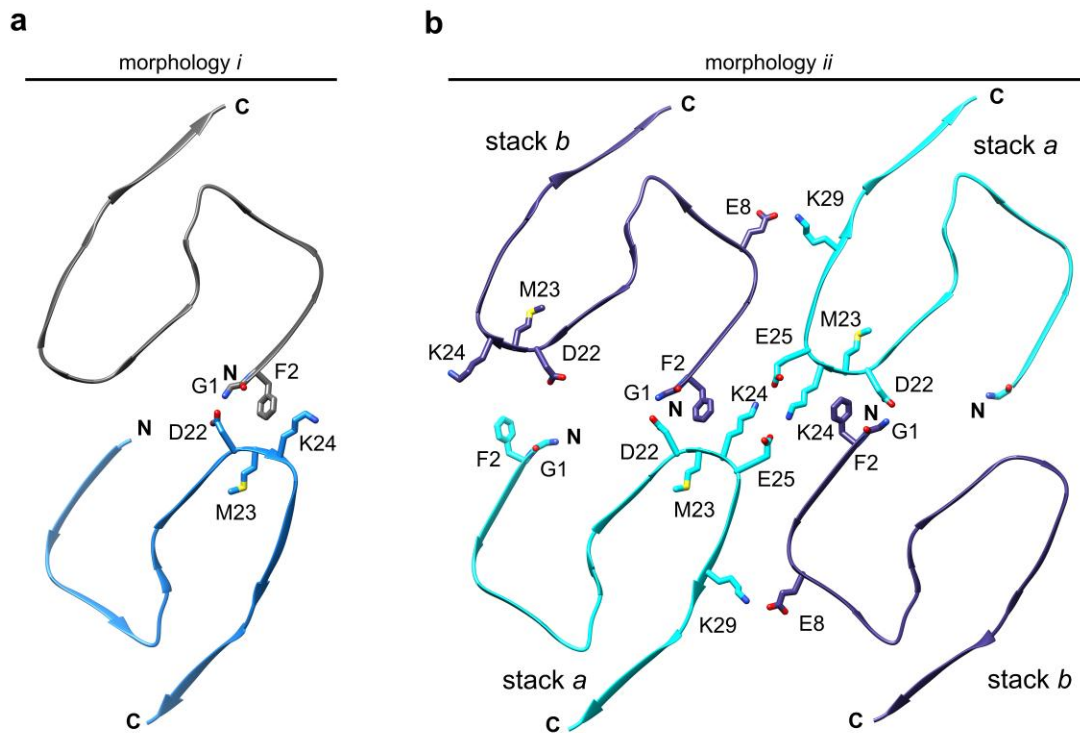 a
morphology i
C
N
F2
G1
N
D22
K24
M23
C
b
morphology ii
C
C
stack b
stack a
E8
K29
M23
E25
M23
K24
D22
D22
G1
F2
K24
N
N
K24
N
G1
F2
N
F2
G1
D22
E25
M23
K29
E8
stack a
stack b
C
C